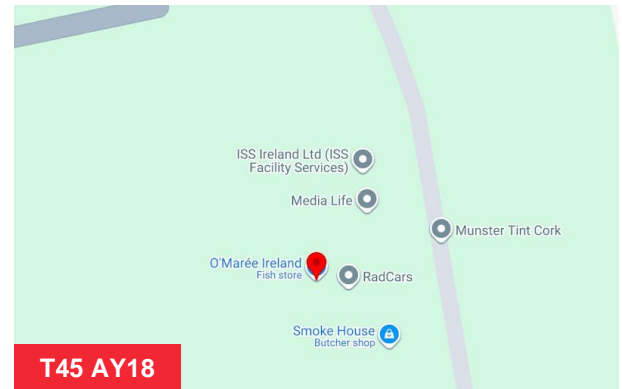 ISS Ireland Ltd (ISS
Facility Services)
Media Life
Munster Tint Cork
O'Marée Ireland
Fish store
RadCars
Smoke House
Butcher shop
T45 AY18